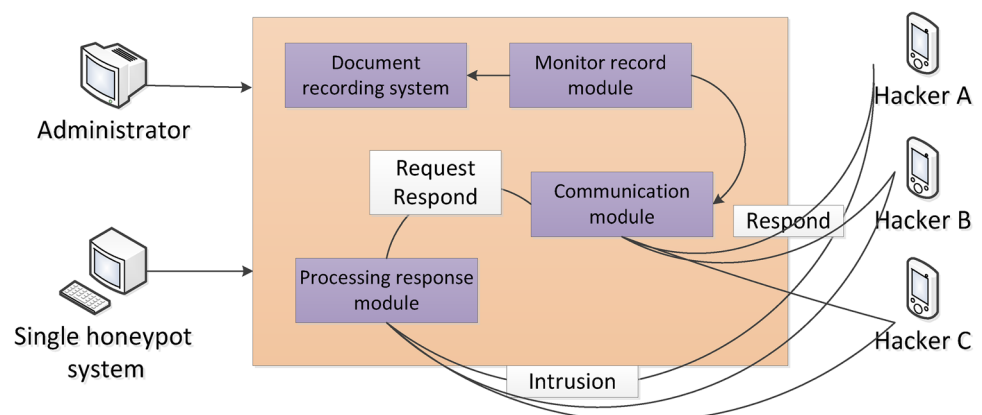 Administrator
Single honeypot
system
Document
recording system
Monitor record
module
Request
Respond
Communication
module
Processing response
module
Respond
Intrusion
Hacker A
Hacker B
Hacker C